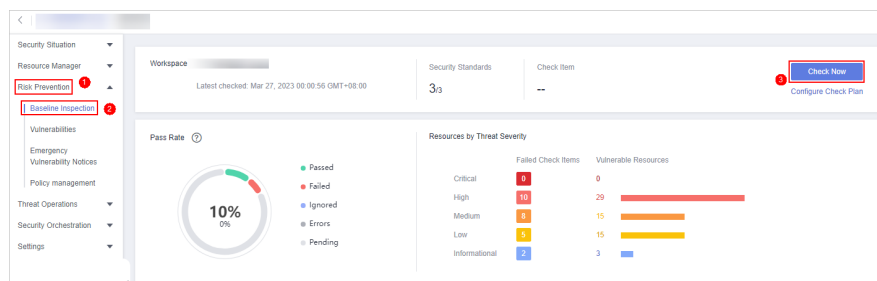 Security Situation
Resource Manager
Risk Prevention 1
Baseline Inspection 2
Vulnerabilities
Emergency
Vulnerability Notices
Policy management
Threat Operations
Security Orchestration
Settings
Workspace
Latest checked: Mar 27, 2023 00:00:56 GMT+08:00
Security Standards
3/3
Check Item
--
3 Check Now
Configure Check Plan
Pass Rate ?
10%
0%
Passed
Failed
Ignored
Errors
Pending
Resources by Threat Severity
Failed Check Items Vulnerable Resources
Critical 0 0
High 10 29
Medium 8 15
Low 5 15
Informational 2 3